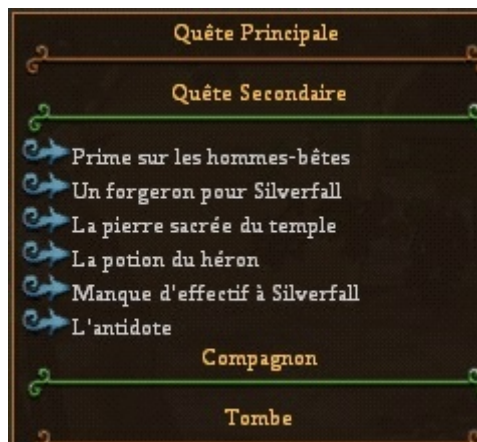 Quête Principale
Quête Secondaire
Prime sur les hommes-bêtes
Un forgeron pour Silverfall
La pierre sacrée du temple
La potion du héron
Manque d'effectif à Silverfall
L'antidote
Compagnon
Tombe